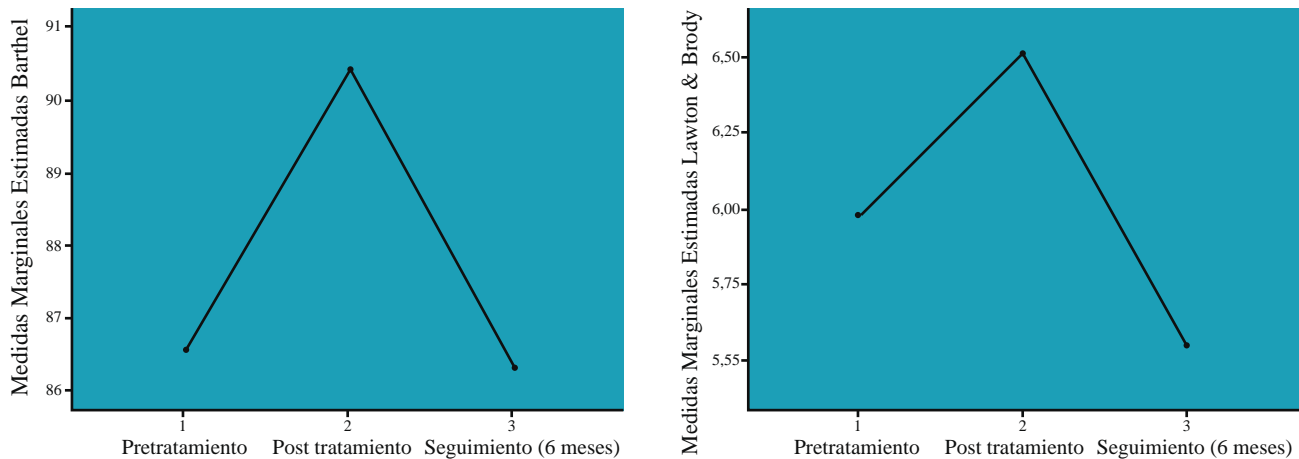 Medidas Marginales Estimadas Barthel
91
90
89
88
87
86
1
2
3
Pretratamiento
Post tratamiento
Seguimiento (6 meses)
Medidas Marginales Estimadas Lawton & Brody
6,50
6,25
6,00
5,75
5,55
1
2
3
Pretratamiento
Post tratamiento
Seguimiento (6 meses)